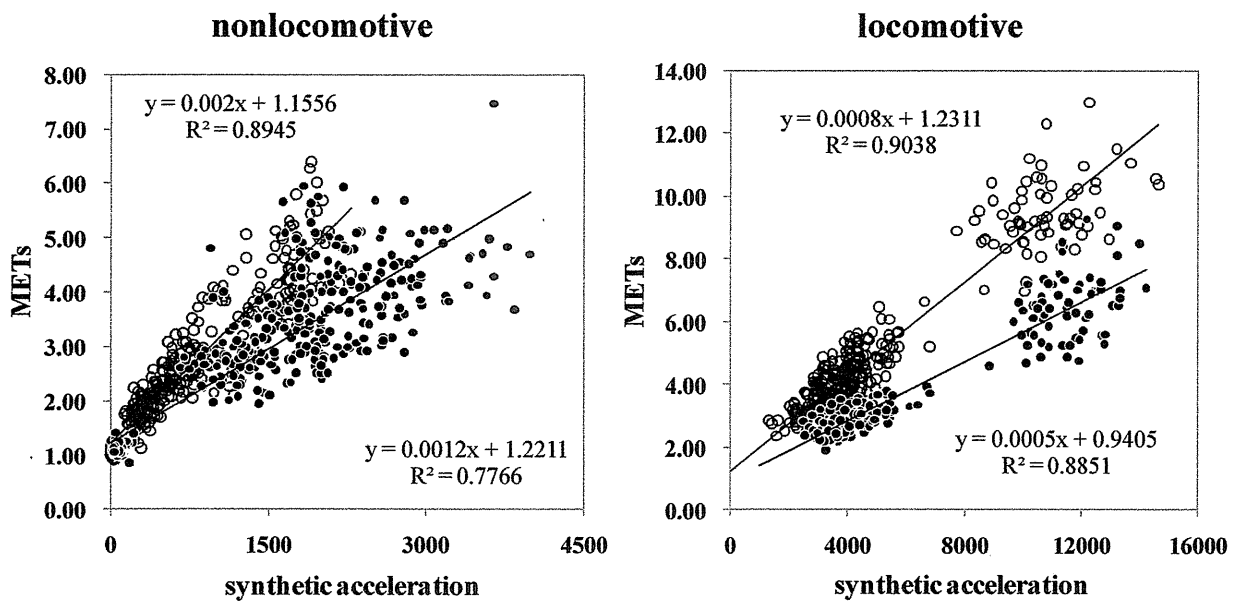 nonlocomotive
8.00
7.00
6.00
5.00
4.00
3.00
2.00
1.00
0.00
METs
y = 0.002x + 1.1556
R² = 0.8945
y = 0.0012x + 1.2211
R² = 0.7766
0 1500 3000 4500
synthetic acceleration
locomotive
14.00
12.00
10.00
8.00
6.00
4.00
2.00
0.00
METs
y = 0.0008x + 1.2311
R² = 0.9038
y = 0.0005x + 0.9405
R² = 0.8851
0 4000 8000 12000 16000
synthetic acceleration